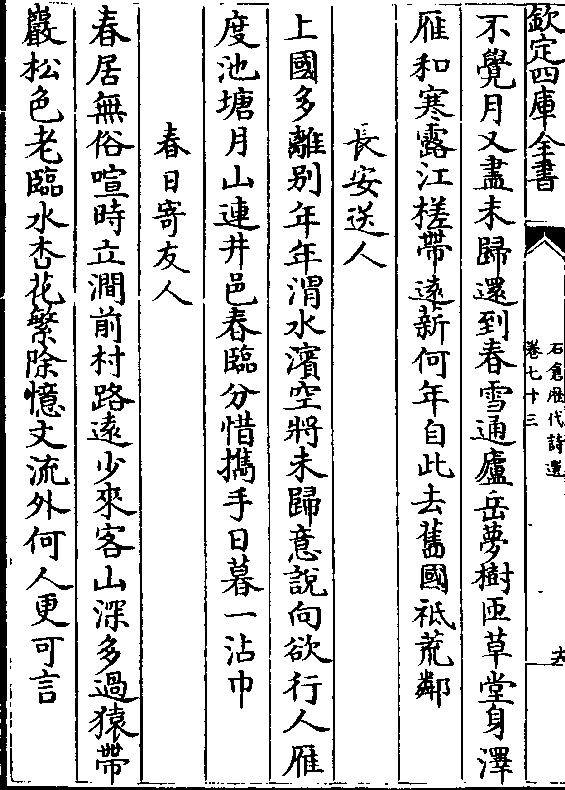 欽定四庫全書
石倉歷代詩選
卷七十三
六
不覺月又盡未歸還到春雪通廬岳夢樹匝草堂身澤
雁和寒露江槎帶遠薪何年自此去舊國祗荒鄰
長安送人
上國多離別年年渭水濱空將未歸意說向欲行人雁
度池塘月山連井邑春臨分惜攜手日暮一沾巾
春日寄友人
春居無俗喧時立澗前村路遠少來客山深多過猿帶
巖松色老臨水杏花繁除憶文流外何人更可言